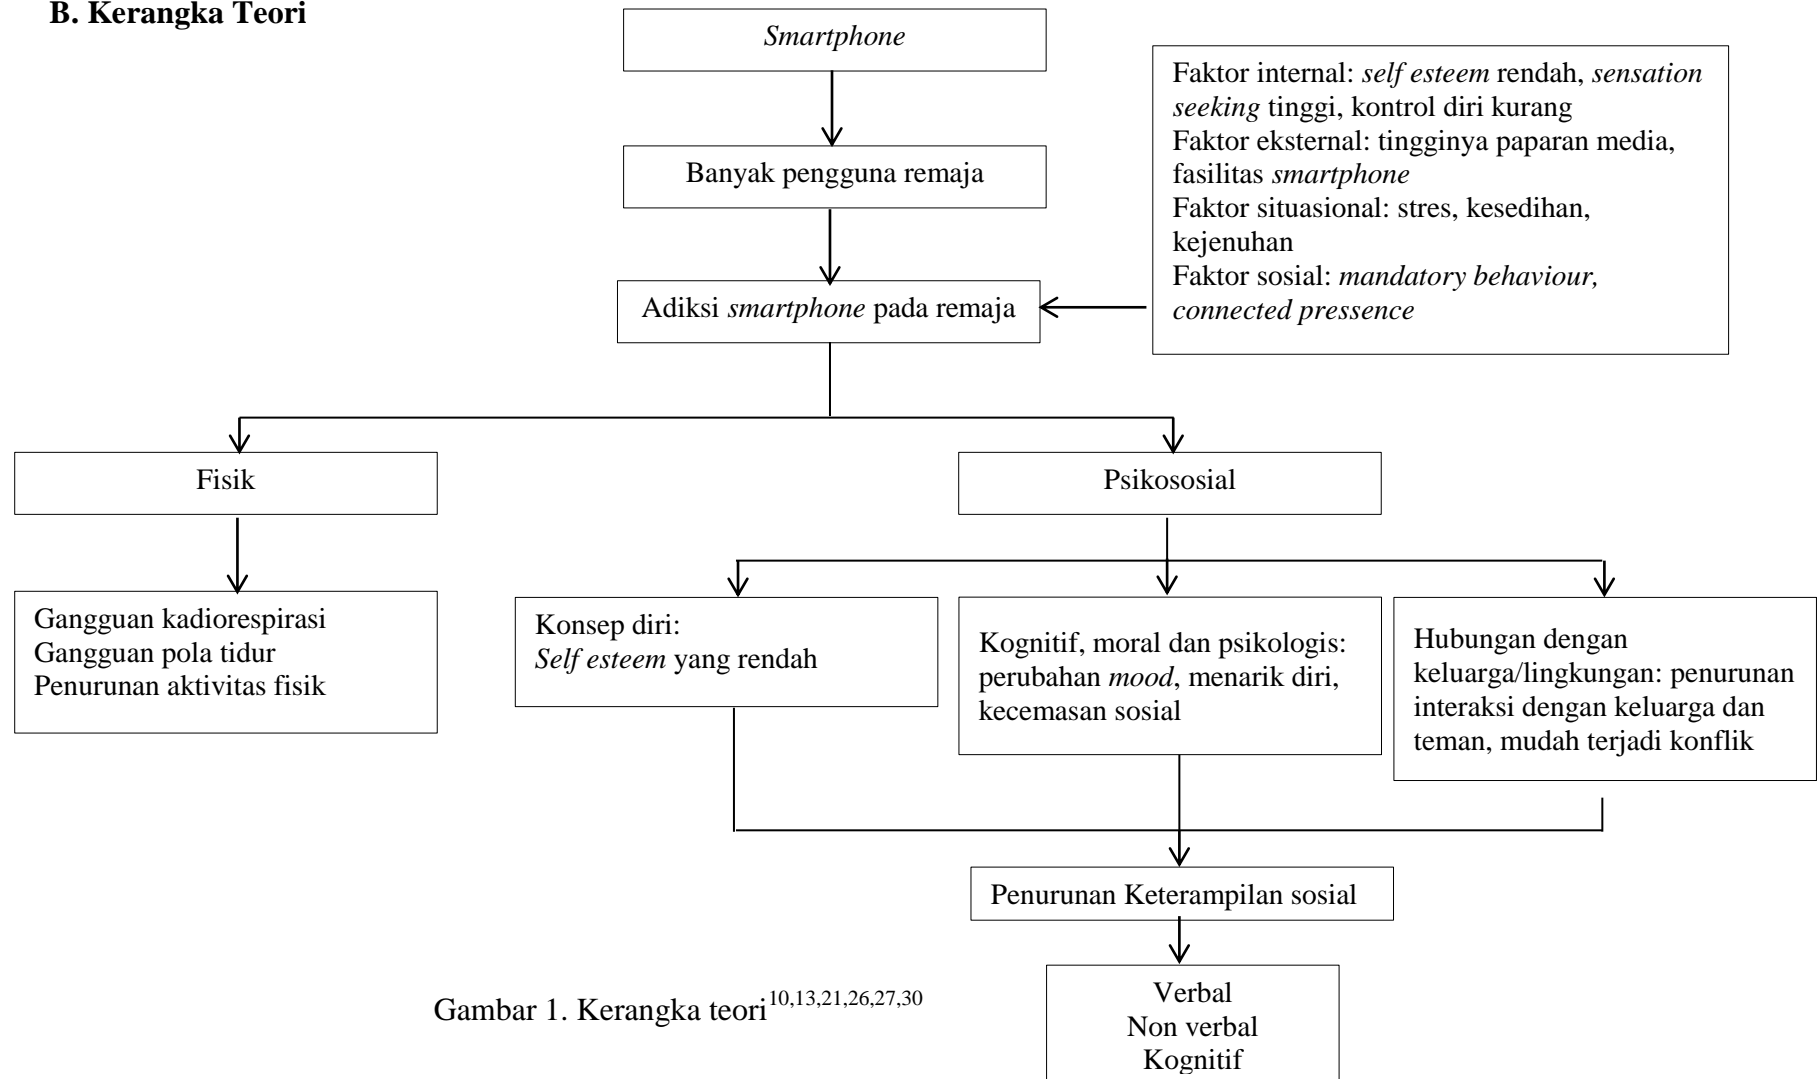 B. Kerangka Teori
Smartphone
Faktor internal: self esteem rendah, sensation
seeking tinggi, kontrol diri kurang
Faktor eksternal: tingginya paparan media,
fasilitas smartphone
Faktor situasional: stres, kesedihan,
kejenuhan
Faktor sosial: mandatory behaviour,
connected pressence
Banyak pengguna remaja
Adiksi smartphone pada remaja
Fisik
Psikososial
Gangguan kadiorespirasi
Gangguan pola tidur
Penurunan aktivitas fisik
Konsep diri:
Self esteem yang rendah
Kognitif, moral dan psikologis:
perubahan mood, menarik diri,
kecemasan sosial
Hubungan dengan
keluarga/lingkungan: penurunan
interaksi dengan keluarga dan
teman, mudah terjadi konflik
Penurunan Keterampilan sosial
Verbal
Non verbal
Kognitif
Gambar 1. Kerangka teori10,13,21,26,27,30